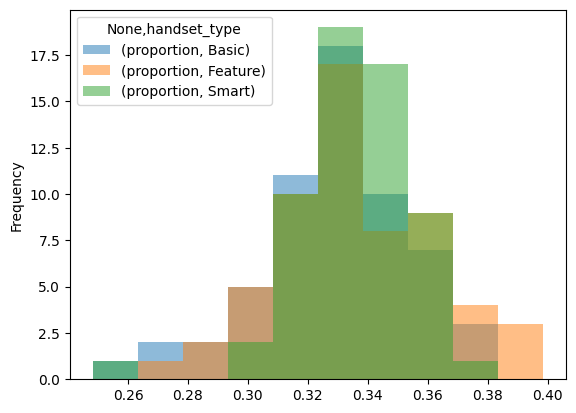 None,handset_type
(proportion, Basic)
(proportion, Feature)
(proportion, Smart)
Frequency
17.5
15.0
12.5
10.0
7.5
5.0
2.5
0.0
0.26 0.28 0.30 0.32 0.34 0.36 0.38 0.40